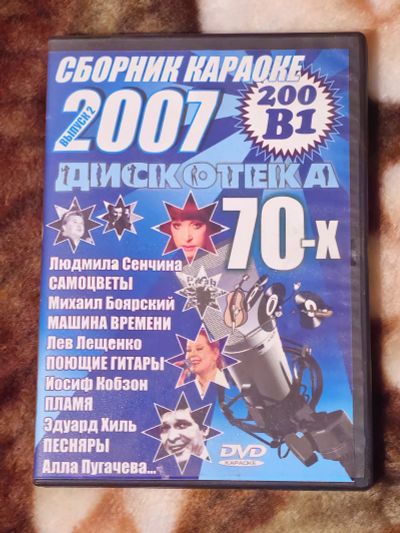 СБОРНИК КАРАОКЕ
ВЫПУСК 2
2007
200
В1
ДИСКОТЕКА
70-х
Людмила Сенчина
САМОЦВЕТЫ
Михаил Боярский
МАШИНА ВРЕМЕНИ
Лев Лещенко
ПОЮЩИЕ ГИТАРЫ
Иосиф Кобзон
ПЛАМЯ
Эдуард Хиль
ПЕСНЯРЫ
Алла Пугачева...
DVD
КАРАОКЕ